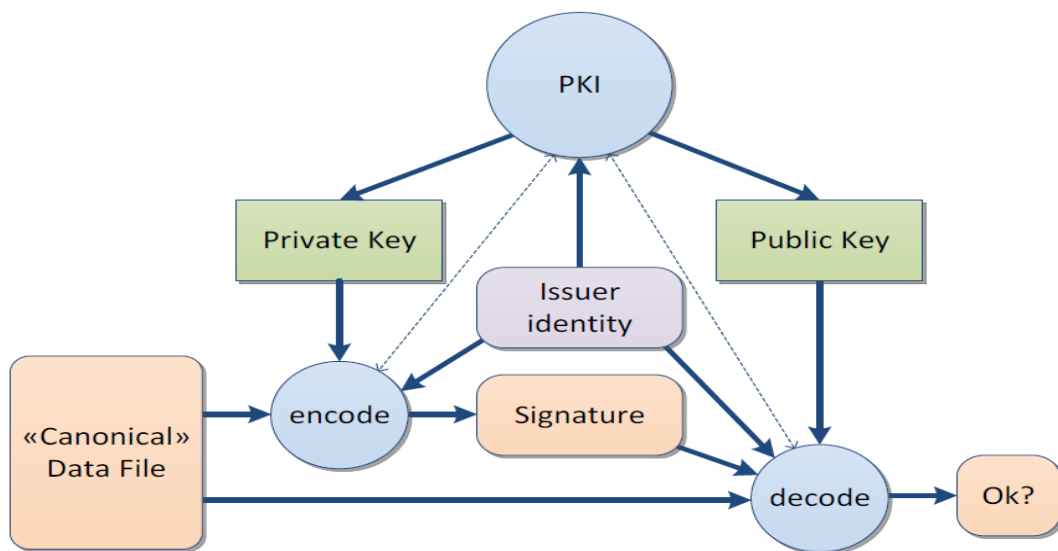 PKI
Private Key
Public Key
Issuer
identity
encode
Signature
«Canonical»
Data File
decode
Ok?